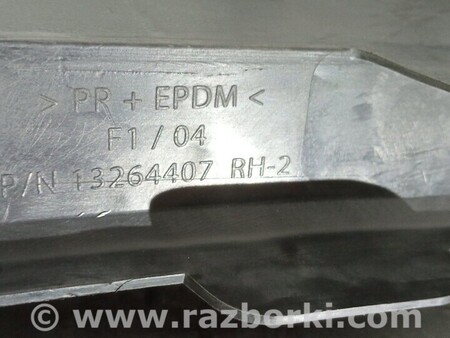 > PR + EPDM <
F1 / 04
P/N 13264407 RH-2
www.razborki.com